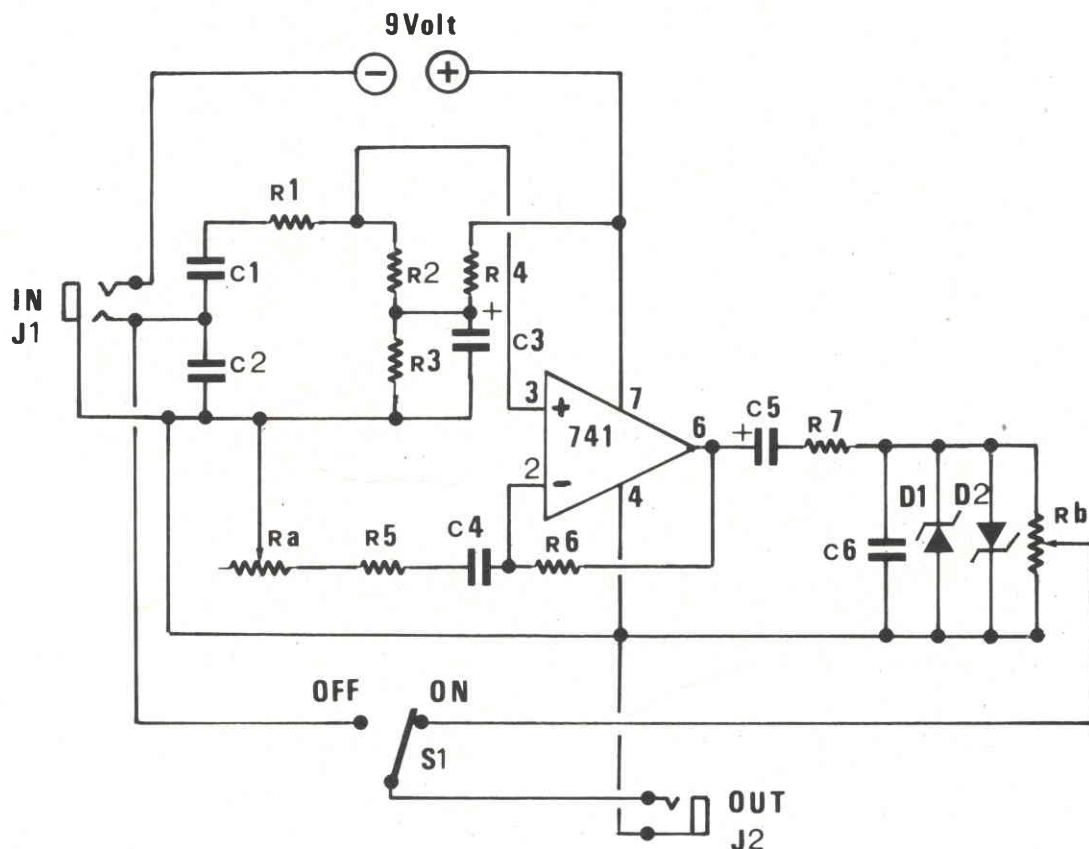 9Volt
− +
R1
C1
R2
R4
+
IN
J1
C2
R3
C3
3
+
7
741
6
+
C5
R7
2
−
4
D1
D2
Rb
Ra
R5
C4
R6
C6
OFF
ON
S1
OUT
J2